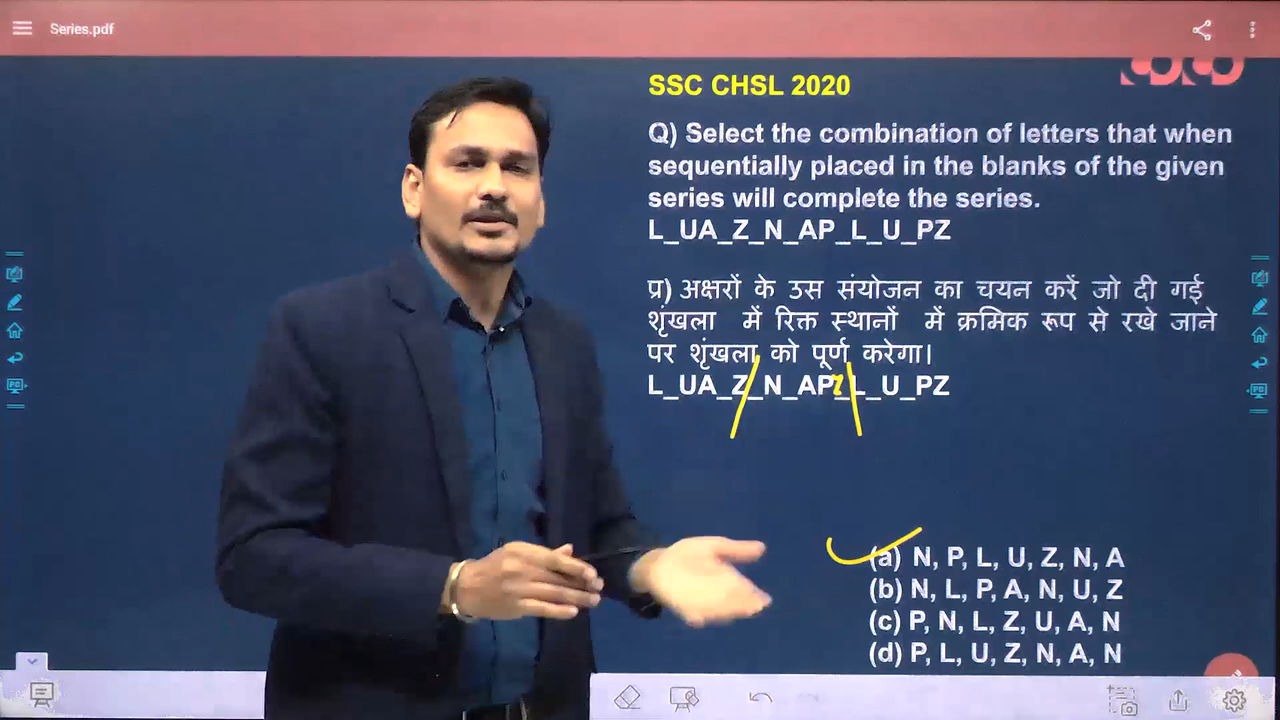 Series.pdf
SSC CHSL 2020
Q) Select the combination of letters that when
sequentially placed in the blanks of the given
series will complete the series.
L_UA_Z_N_AP_L_U_PZ
प्र) अक्षरों के उस संयोजन का चयन करें जो दी गई
शृंखला में रिक्त स्थानों में क्रमिक रूप से रखे जाने
पर शृंखला को पूर्ण करेगा।
L_UA_Z_N_AP_L_U_PZ
(a) N, P, L, U, Z, N, A
(b) N, L, P, A, N, U, Z
(c) P, N, L, Z, U, A, N
(d) P, L, U, Z, N, A, N